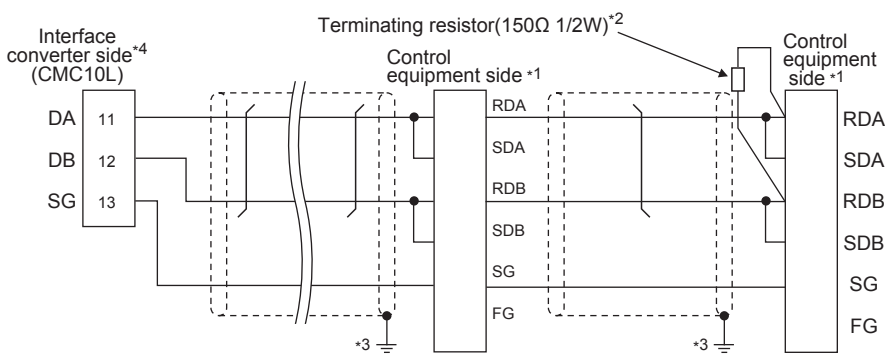 Terminating resistor(150Ω 1/2W)*2
Interface
converter side*4
(CMC10L)
Control
equipment side *1
Control
equipment
side *1
DA 11
DB 12
SG 13
RDA
SDA
RDB
SDB
SG
FG
RDA
SDA
RDB
SDB
SG
FG
*3
*3